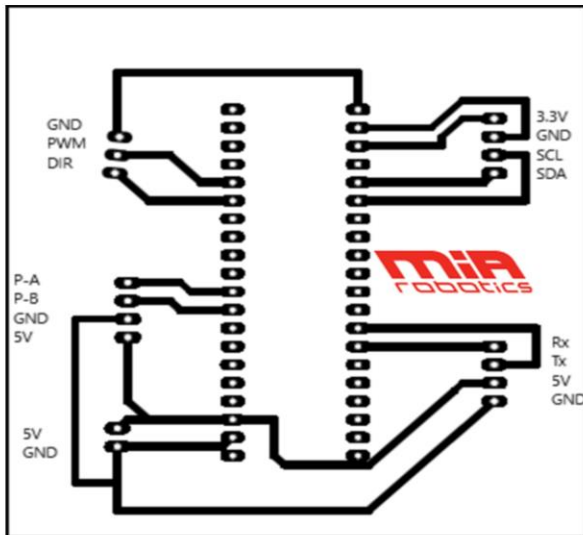 GND
PWM
DIR
3.3V
GND
SCL
SDA
MiA
robotics
P-A
P-B
GND
5V
Rx
Tx
5V
GND
5V
GND